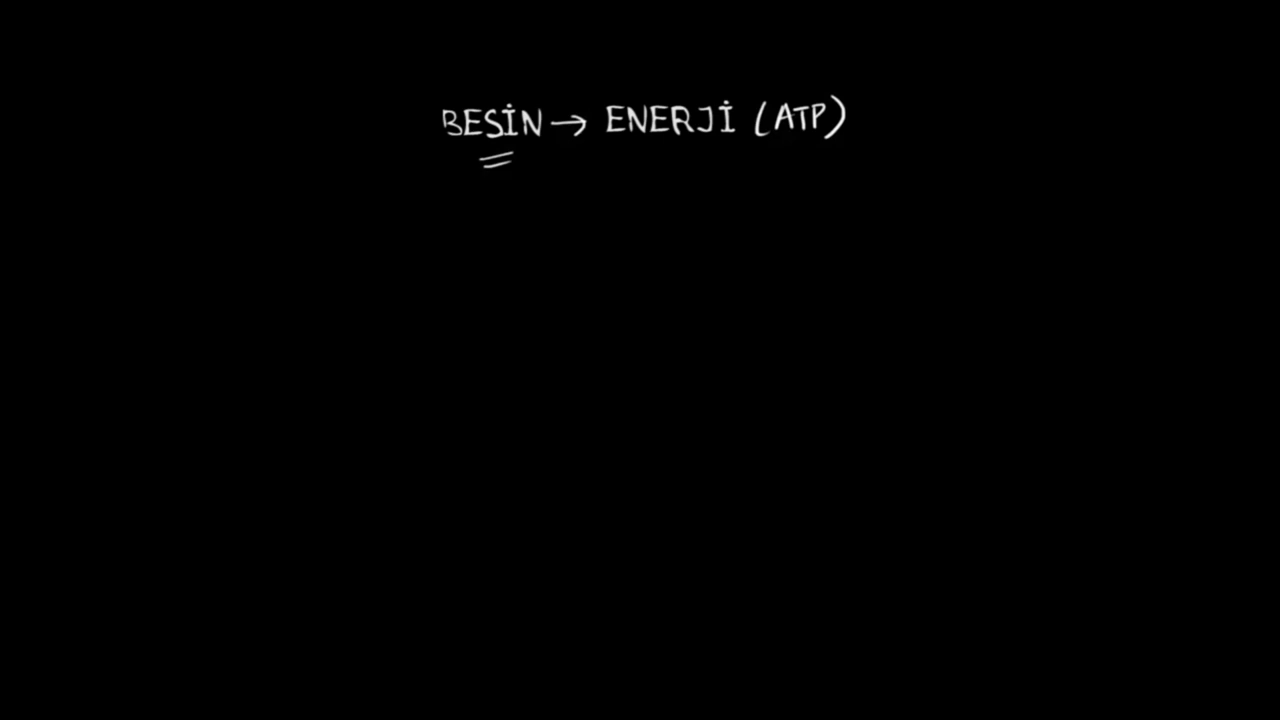 BESİN → ENERJİ (ATP)